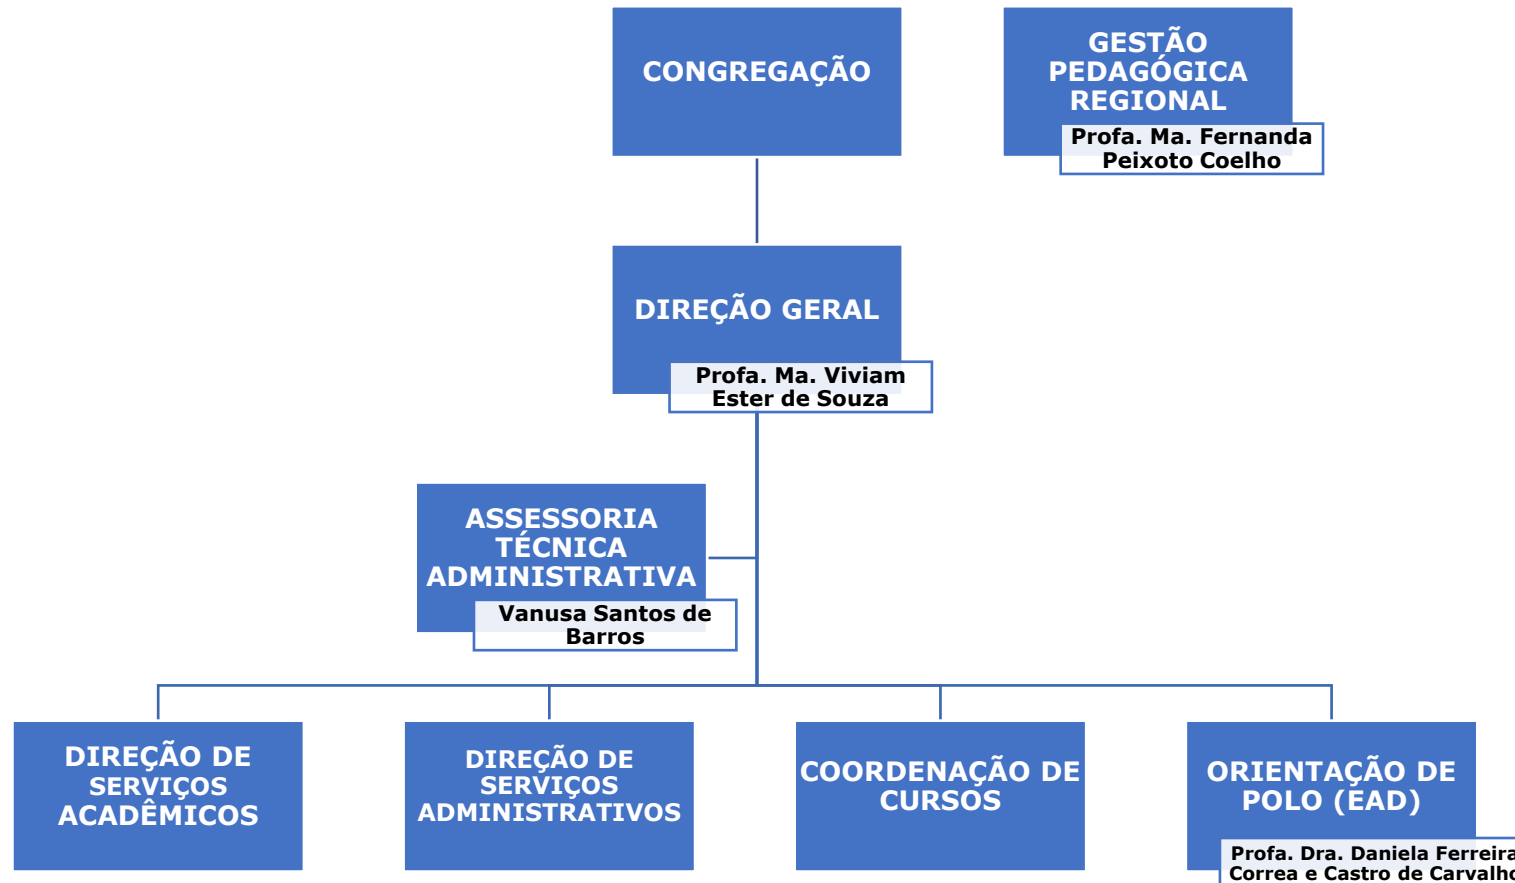 CONGREGAÇÃO
GESTÃO
PEDAGÓGICA
REGIONAL
Profa. Ma. Fernanda
Peixoto Coelho
DIREÇÃO GERAL
Profa. Ma. Viviam
Ester de Souza
ASSESSORIA
TÉCNICA
ADMINISTRATIVA
Vanusa Santos de
Barros
DIREÇÃO DE
SERVIÇOS
ACADÊMICOS
DIREÇÃO DE
SERVIÇOS
ADMINISTRATIVOS
COORDENAÇÃO DE
CURSOS
ORIENTAÇÃO DE
POLO (EAD)
Profa. Dra. Daniela Ferreira
Correa e Castro de Carvalho